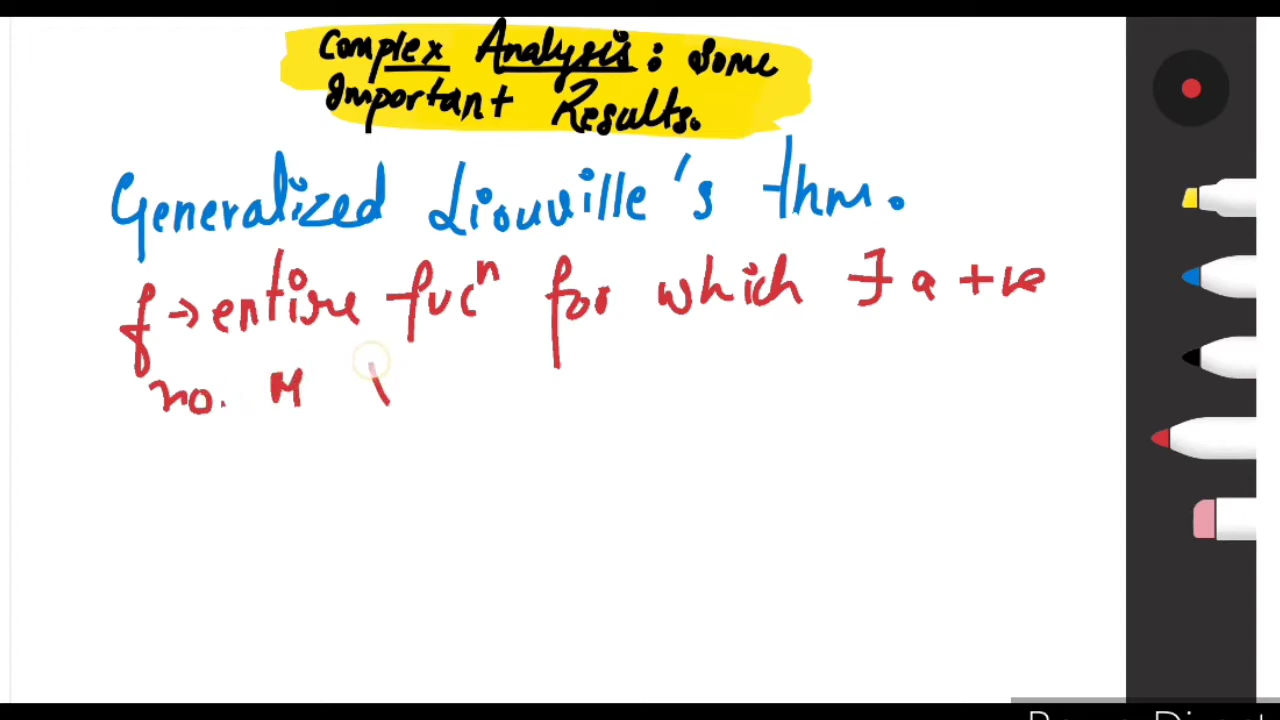 Complex Analysis: Some
Important Results.
Generalized Liouville's thm.
f → entire fucⁿ for which ∃ a +ve
no. M